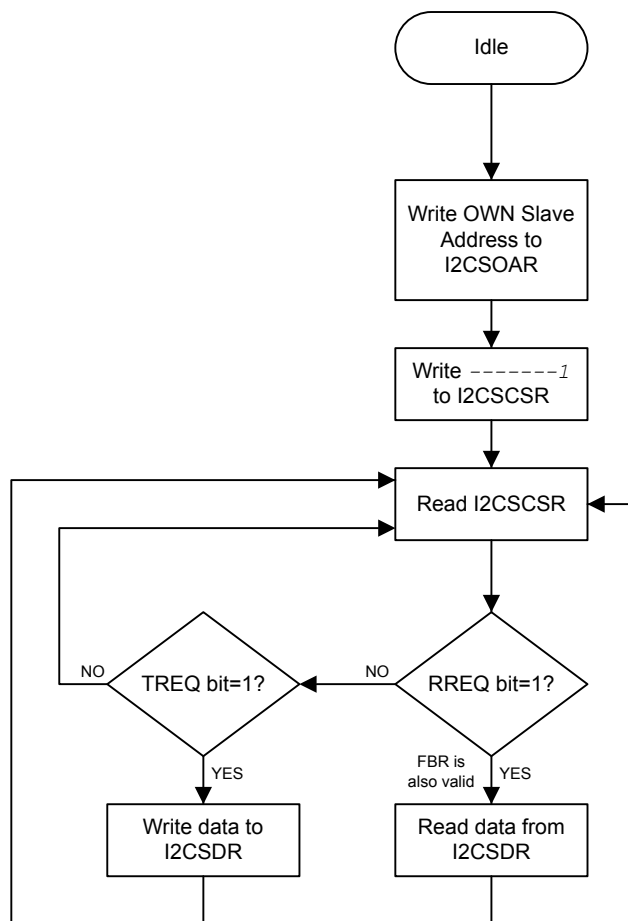 Idle
Write OWN Slave
Address to
I2CSOAR
Write -------1
to I2CSCSR
Read I2CSCSR
NO
TREQ bit=1?
NO
RREQ bit=1?
YES
FBR is
also valid
YES
Write data to
I2CSDR
Read data from
I2CSDR